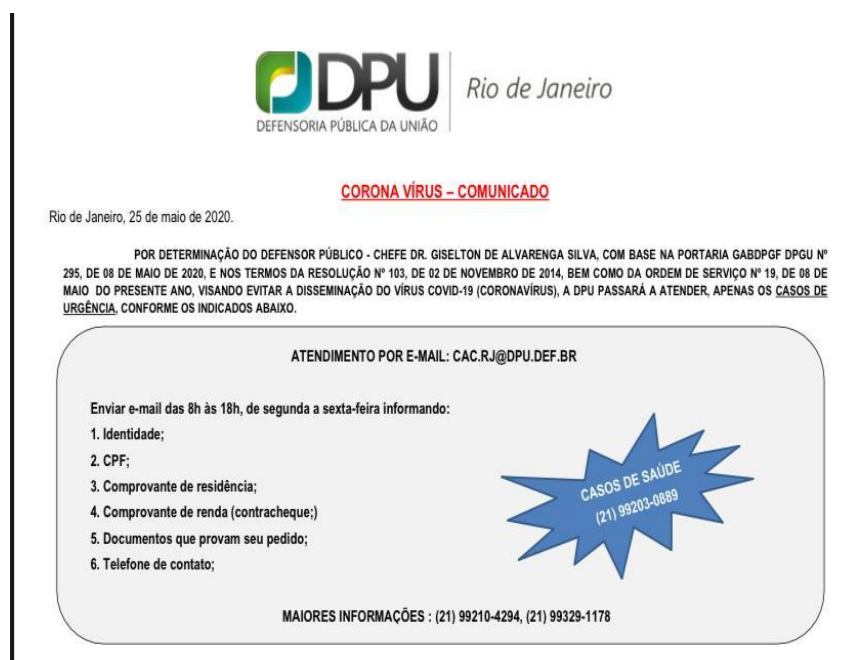 DPU
DEFENSORIA PÚBLICA DA UNIÃO
Rio de Janeiro
CORONA VÍRUS – COMUNICADO
Rio de Janeiro, 25 de maio de 2020.
POR DETERMINAÇÃO DO DEFENSOR PÚBLICO - CHEFE DR. GISELTON DE ALVARENGA SILVA, COM BASE NA PORTARIA GABDPGF DPGU Nº
295, DE 08 DE MAIO DE 2020, E NOS TERMOS DA RESOLUÇÃO Nº 103, DE 02 DE NOVEMBRO DE 2014, BEM COMO DA ORDEM DE SERVIÇO Nº 19, DE 08 DE
MAIO DO PRESENTE ANO, VISANDO EVITAR A DISSEMINAÇÃO DO VÍRUS COVID-19 (CORONAVÍRUS), A DPU PASSARÁ A ATENDER, APENAS OS CASOS DE
URGÊNCIA, CONFORME OS INDICADOS ABAIXO.
ATENDIMENTO POR E-MAIL: CAC.RJ@DPU.DEF.BR
Enviar e-mail das 8h às 18h, de segunda a sexta-feira informando:
1. Identidade;
2. CPF;
3. Comprovante de residência;
4. Comprovante de renda (contracheque;)
5. Documentos que provam seu pedido;
6. Telefone de contato;
CASOS DE SAÚDE
(21) 99203-0889
MAIORES INFORMAÇÕES : (21) 99210-4294, (21) 99329-1178